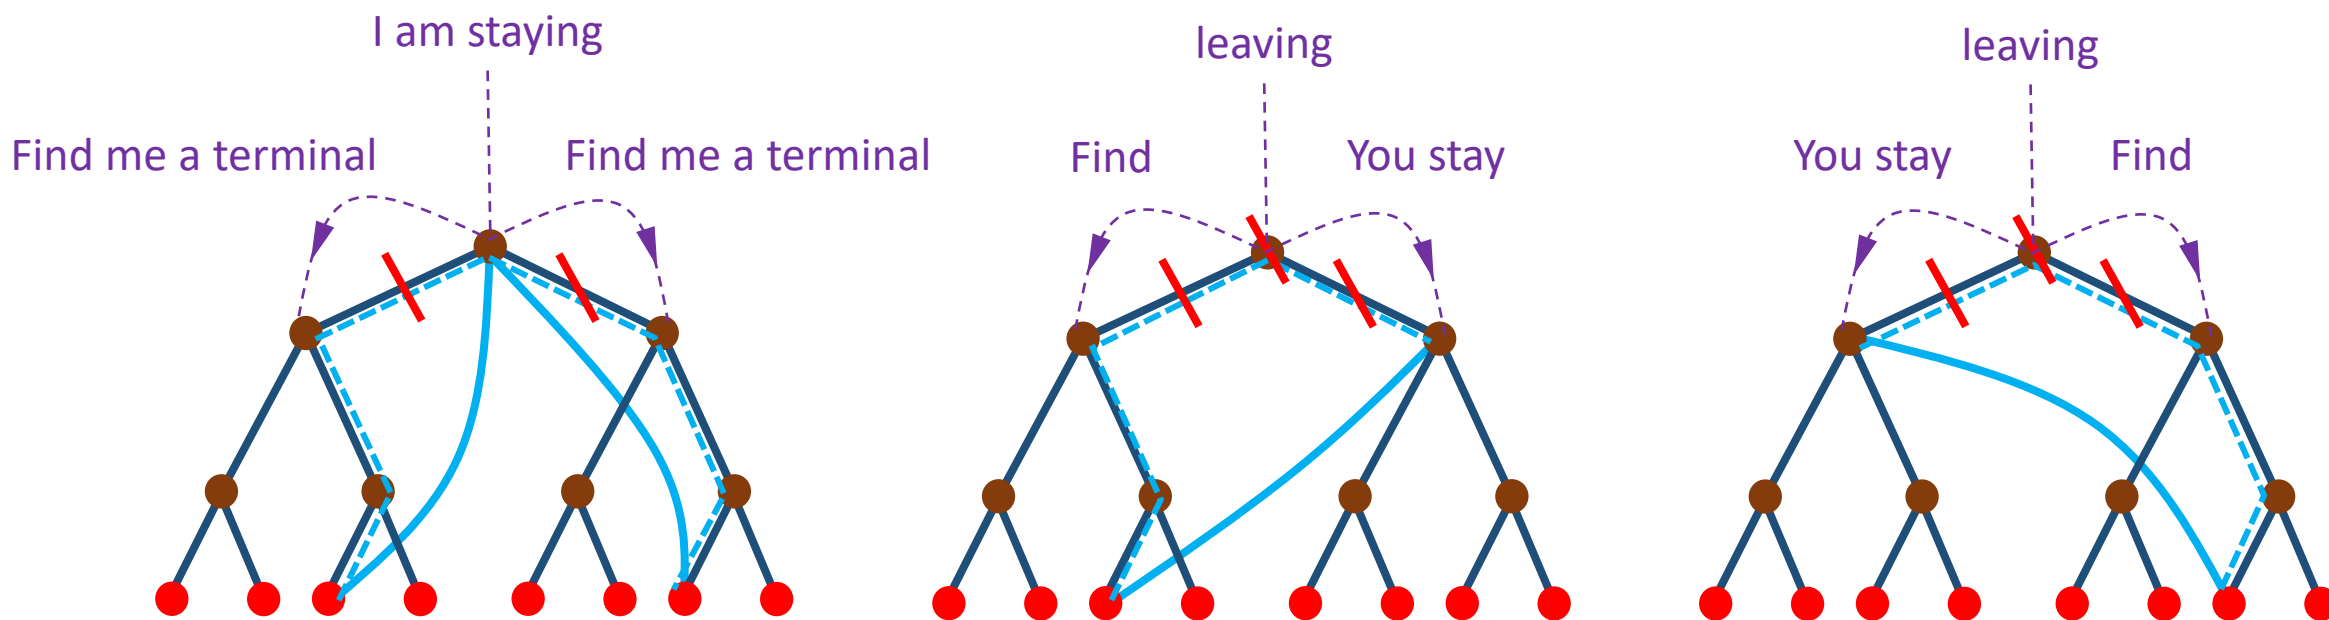 I am staying
Find me a terminal
Find me a terminal
leaving
Find
You stay
leaving
You stay
Find